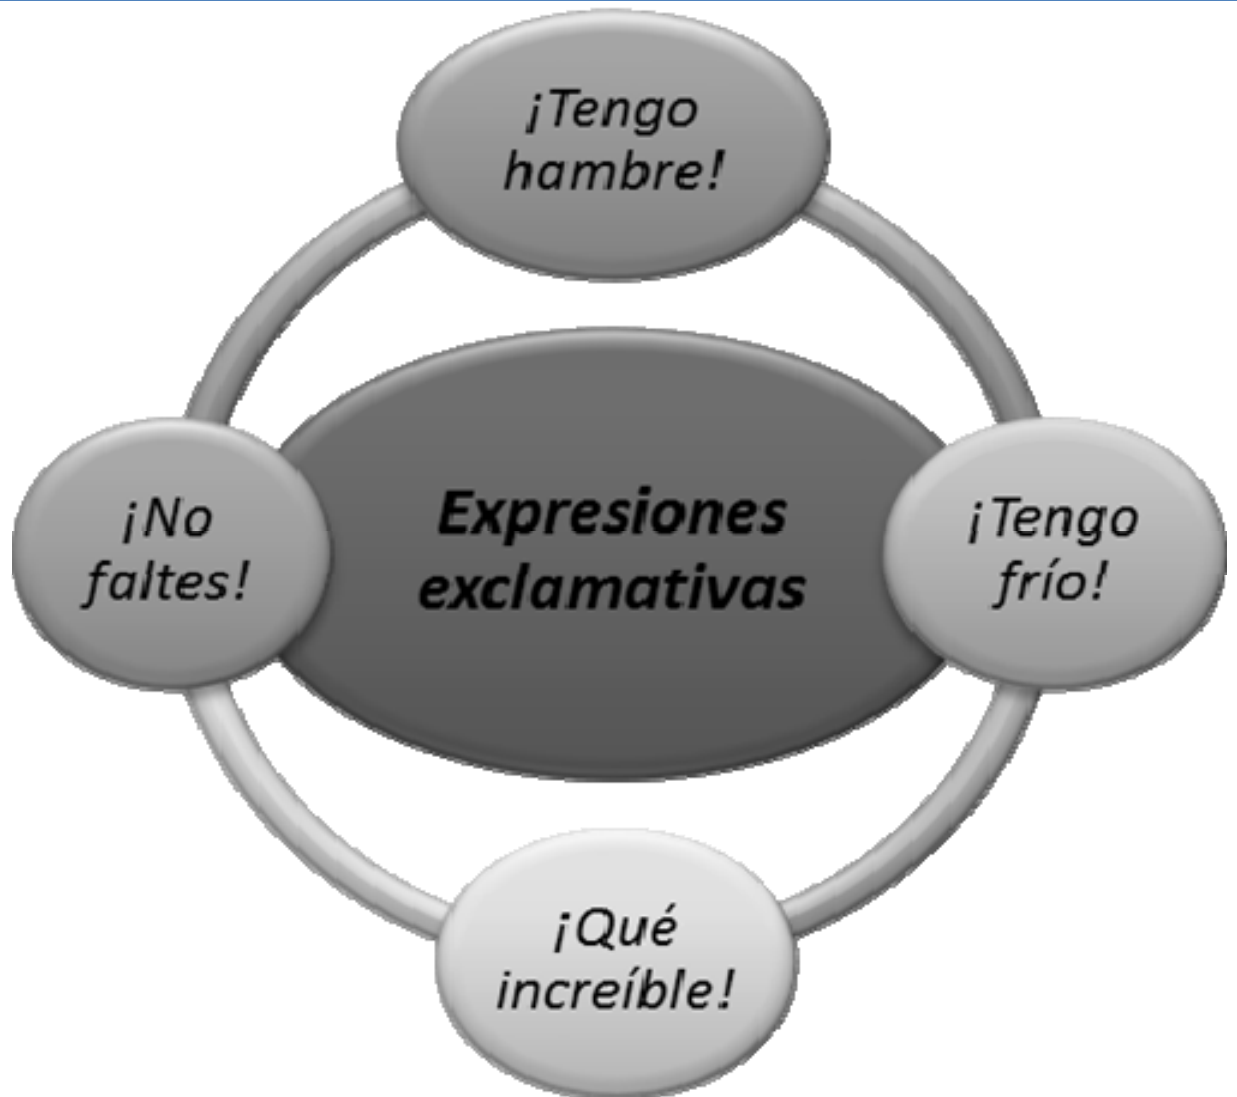 ¡Tengo
hambre!
¡No
faltes!
Expresiones
exclamativas
¡Tengo
frío!
¡Qué
increíble!